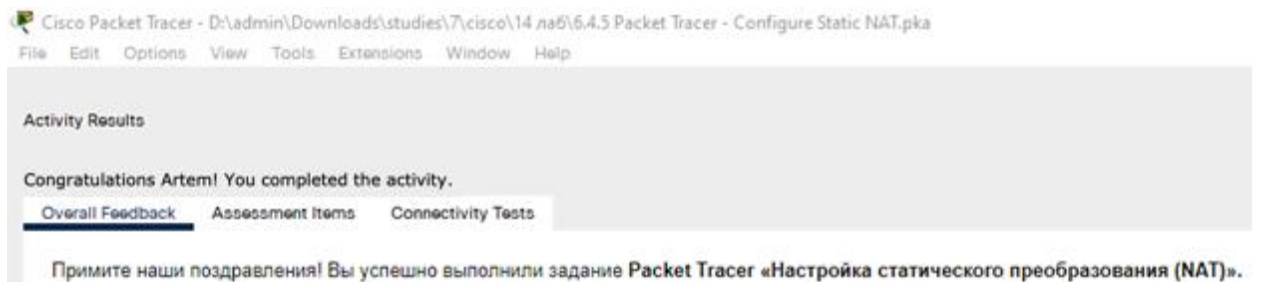 Cisco Packet Tracer - D:\admin\Downloads\studies\7\cisco\14 лаб\6.4.5 Packet Tracer - Configure Static NAT.pka
File Edit Options View Tools Extensions Window Help
Activity Results
Congratulations Artem! You completed the activity.
Overall Feedback Assessment Items Connectivity Tests
Примите наши поздравления! Вы успешно выполнили задание Packet Tracer «Настройка статического преобразования (NAT)».